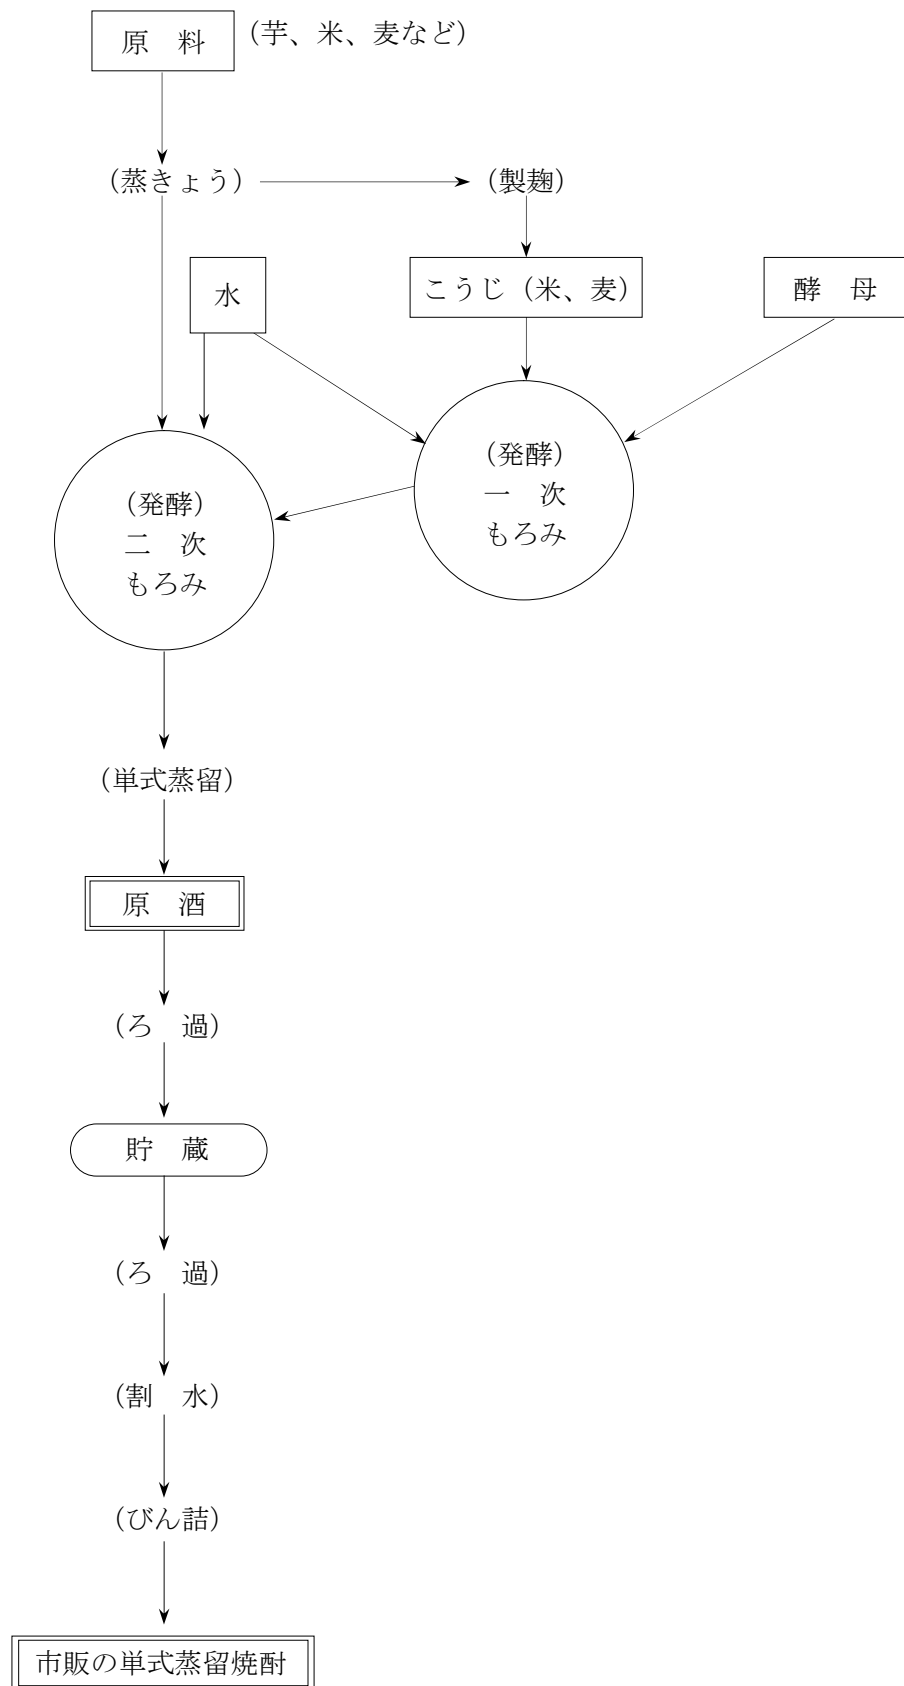 原　料
（芋、米、麦など）
（蒸きょう）
（製麹）
水
こうじ（米、麦）
酵　母
（発酵）
一　次
もろみ
（発酵）
二　次
もろみ
（単式蒸留）
原　酒
（ろ　過）
貯　蔵
（ろ　過）
（割　水）
（びん詰）
市販の単式蒸留焼酎